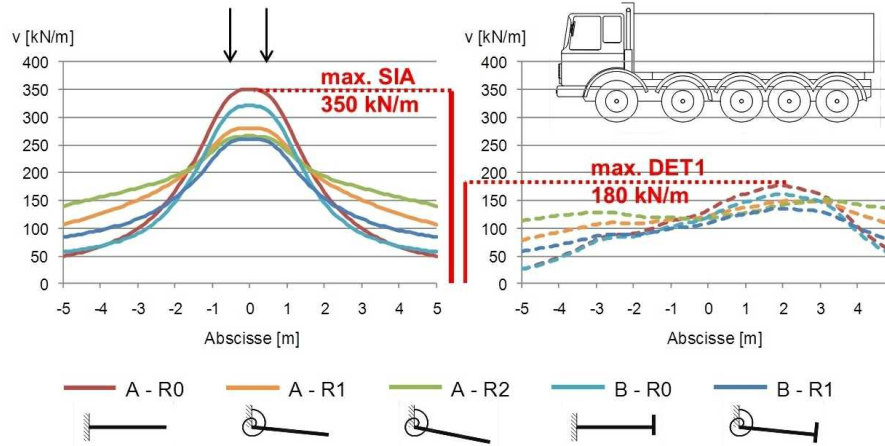 v [kN/m]
400
350
300
250
200
150
100
50
0
-5 -4 -3 -2 -1 0 1 2 3 4 5
Abscisse [m]
max. SIA
350 kN/m
v [kN/m]
400
350
300
250
200
150
100
50
0
-5 -4 -3 -2 -1 0 1 2 3 4
Abscisse [m]
max. DET1
180 kN/m
A - R0 A - R1 A - R2 B - R0 B - R1